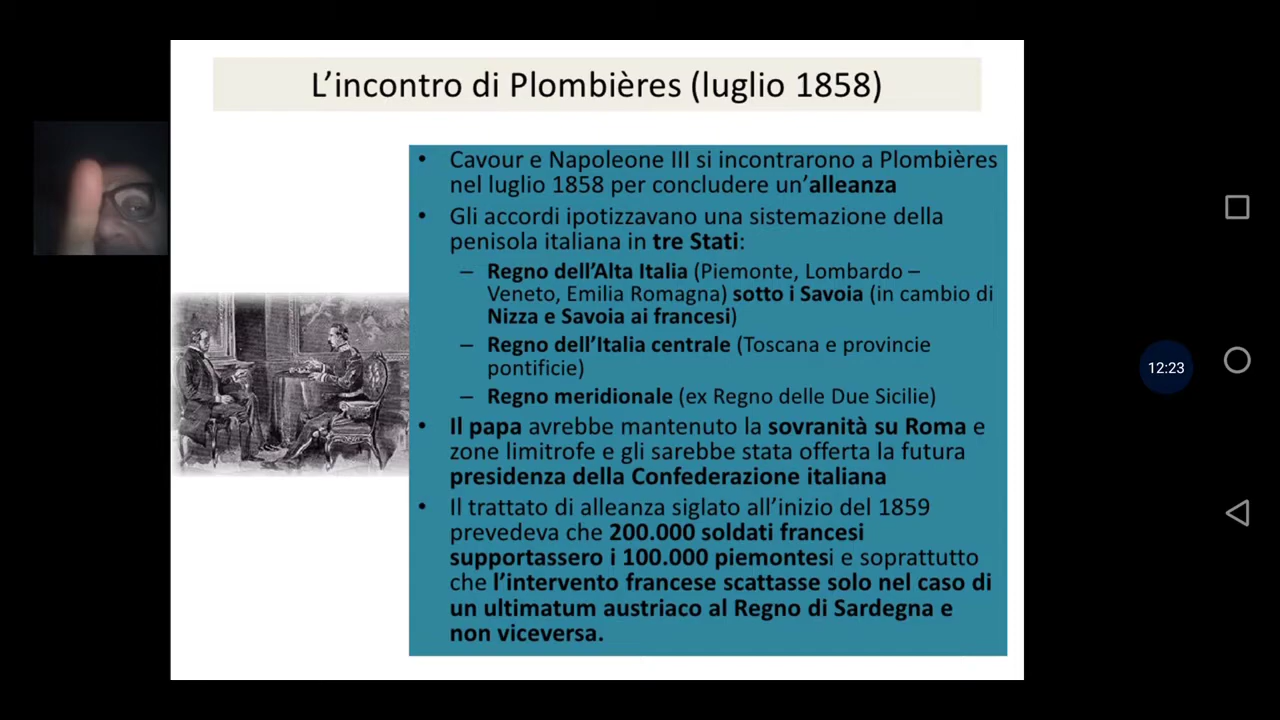 L'incontro di Plombières (luglio 1858)
• Cavour e Napoleone III si incontrarono a Plombières
nel luglio 1858 per concludere un'alleanza
• Gli accordi ipotizzavano una sistemazione della
penisola italiana in tre Stati:
– Regno dell'Alta Italia (Piemonte, Lombardo –
Veneto, Emilia Romagna) sotto i Savoia (in cambio di
Nizza e Savoia ai francesi)
– Regno dell'Italia centrale (Toscana e provincie
pontificie)
– Regno meridionale (ex Regno delle Due Sicilie)
• Il papa avrebbe mantenuto la sovranità su Roma e
zone limitrofe e gli sarebbe stata offerta la futura
presidenza della Confederazione italiana
• Il trattato di alleanza siglato all'inizio del 1859
prevedeva che 200.000 soldati francesi
supportassero i 100.000 piemontesi e soprattutto
che l'intervento francese scattasse solo nel caso di
un ultimatum austriaco al Regno di Sardegna e
non viceversa.
12:23